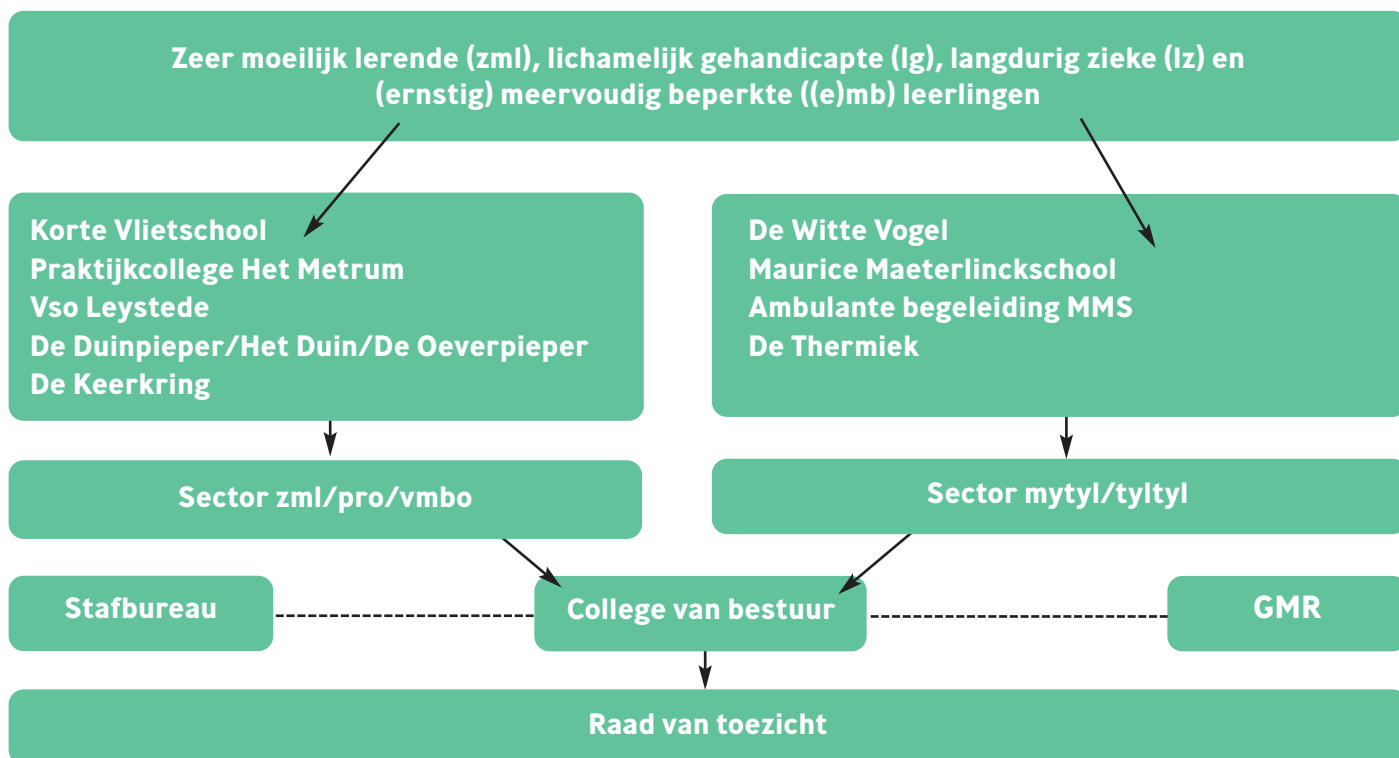 Zeer moeilijk lerende (zml), lichamelijk gehandicapte (lg), langdurig zieke (lz) en
(ernstig) meervoudig beperkte ((e)mb) leerlingen
Korte Vlietschool
Praktijkcollege Het Metrum
Vso Leystede
De Duinpieper/Het Duin/De Oeverpieper
De Keerkring
De Witte Vogel
Maurice Maeterlinckschool
Ambulante begeleiding MMS
De Thermiek
Sector zml/pro/vmbo
Sector mytyl/tyltyl
Stafbureau
College van bestuur
GMR
Raad van toezicht